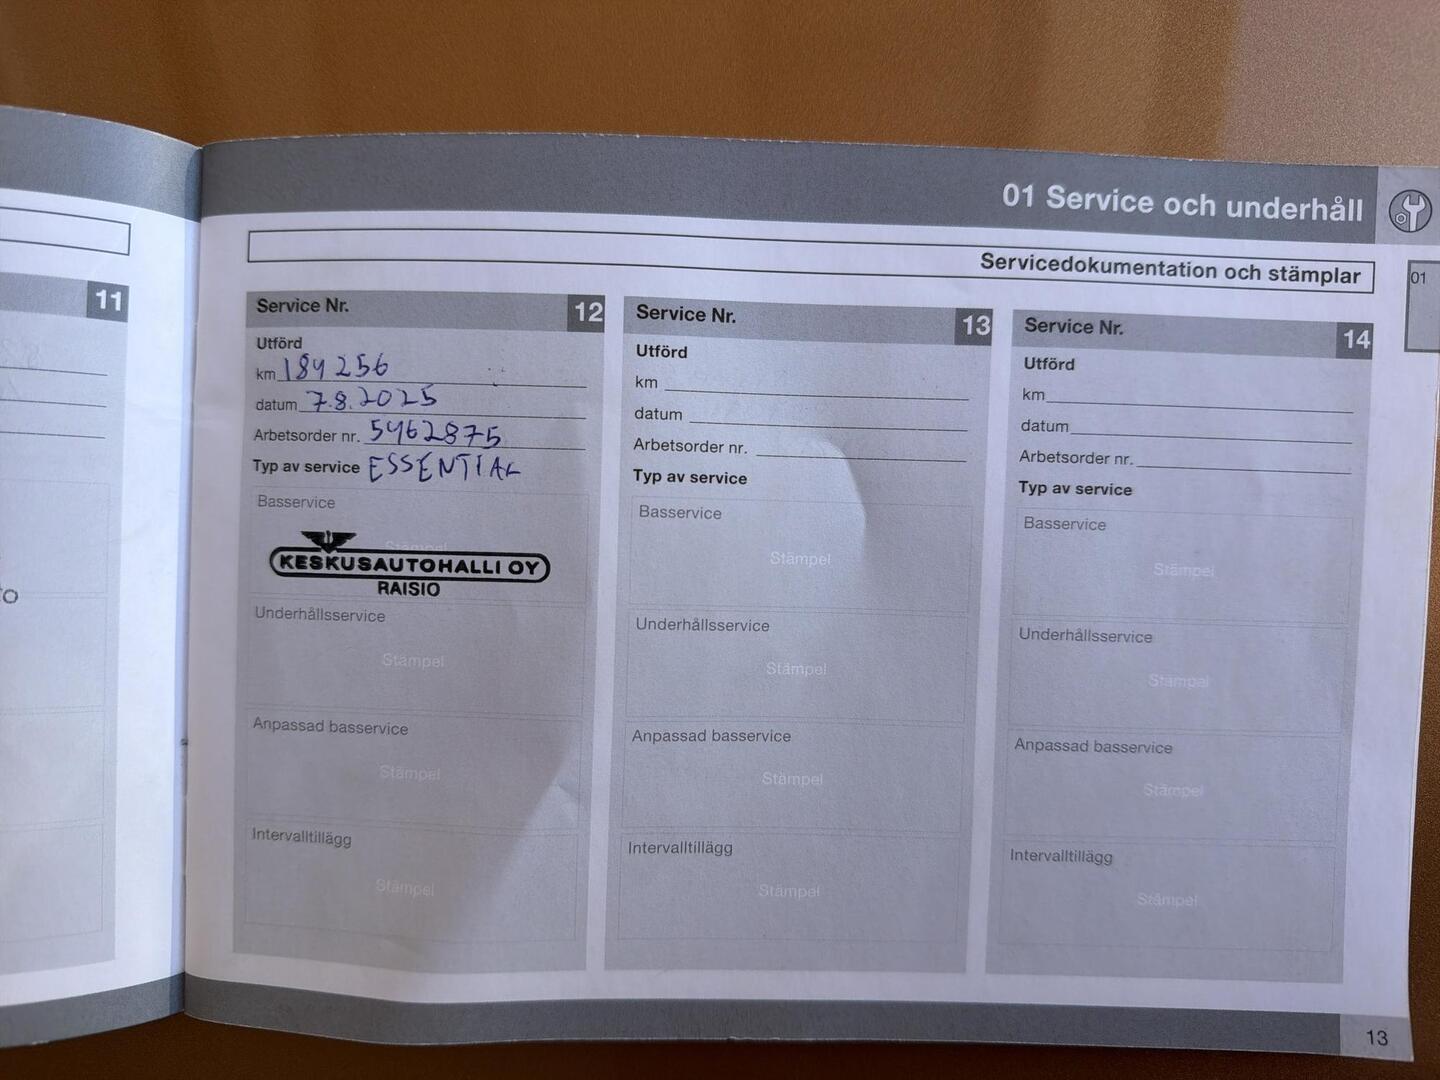 01 Service och underhåll
Servicedokumentation och stämplar
01
11
Service Nr. 12
Utförd
km 184 256
datum 7.8.2025
Arbetsorder nr. 5462875
Typ av service ESSENTIAL
Basservice
Stämpel
KESKUSAUTOHALLI OY
RAISIO
Underhållsservice
Stämpel
Anpassad basservice
Stämpel
Intervalltillägg
Stämpel
Service Nr. 13
Utförd
km
datum
Arbetsorder nr.
Typ av service
Basservice
Stämpel
Underhållsservice
Stämpel
Anpassad basservice
Stämpel
Intervalltillägg
Stämpel
Service Nr. 14
Utförd
km
datum
Arbetsorder nr.
Typ av service
Basservice
Stämpel
Underhållsservice
Stämpel
Anpassad basservice
Stämpel
Intervalltillägg
Stämpel
13